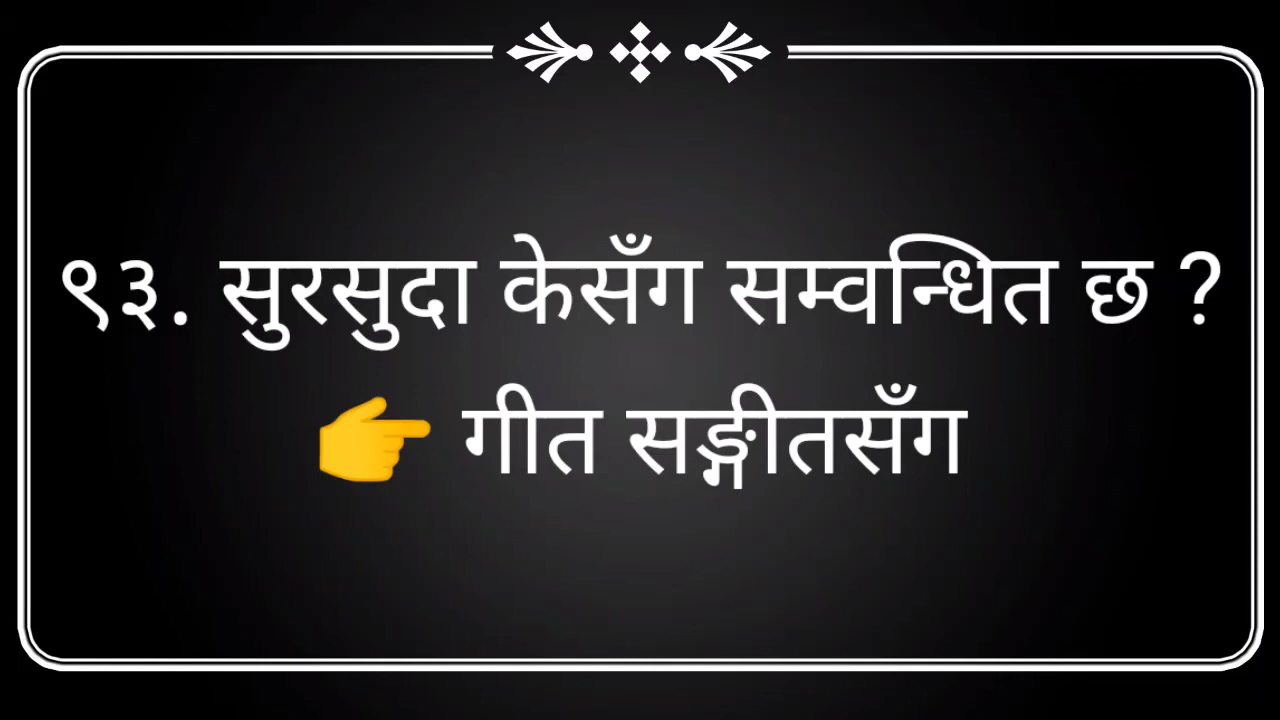 ९३. सुरसुदा केसँग सम्वन्धित छ ?
👉 गीत सङ्गीतसँग